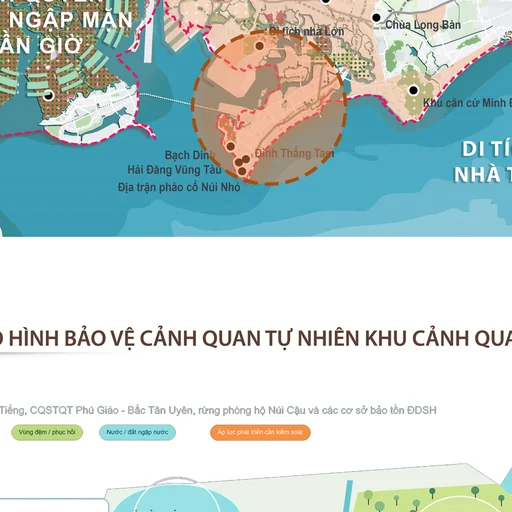 NGẬP MẶN
ẦN GIỜ
Di tích nhà Lớn
Chùa Long Bàn
Khu căn cứ Minh Đ
Bạch Dinh
Đình Thắng Tam
Hải Đăng Vũng Tàu
Địa trận pháo cổ Núi Nhỏ
DI TÍ
NHÀ T
HÌNH BẢO VỆ CẢNH QUAN TỰ NHIÊN KHU CẢNH QUA
Tiếng, CQSTQT Phú Giáo - Bắc Tân Uyên, rừng phòng hộ Núi Cậu và các cơ sở bảo tồn ĐDSH
Vùng đệm / phục hồi
Nước / đất ngập nước
Áp lực phát triển cần kiểm soát